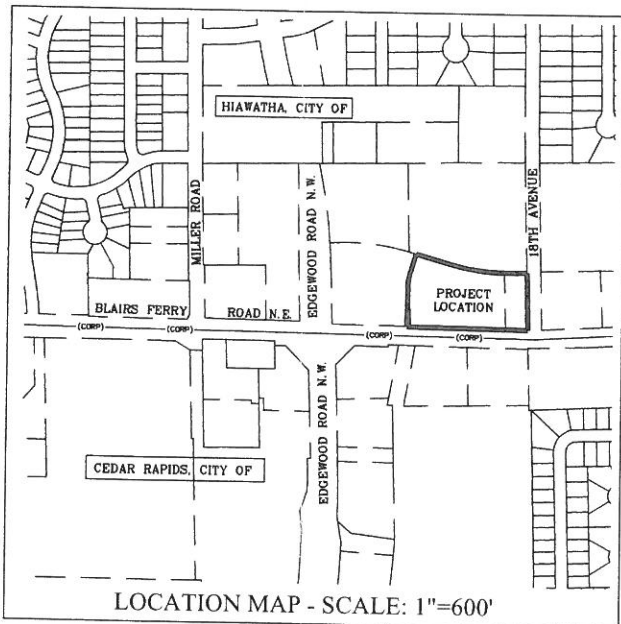 HIAWATHA, CITY OF
MILLER ROAD
EDGEWOOD ROAD N.W.
18TH AVENUE
PROJECT
LOCATION
BLAIRS FERRY ROAD N.E.
(CORP) (CORP) (CORP) (CORP)
EDGEWOOD ROAD N.W.
CEDAR RAPIDS, CITY OF
LOCATION MAP - SCALE: 1"=600'